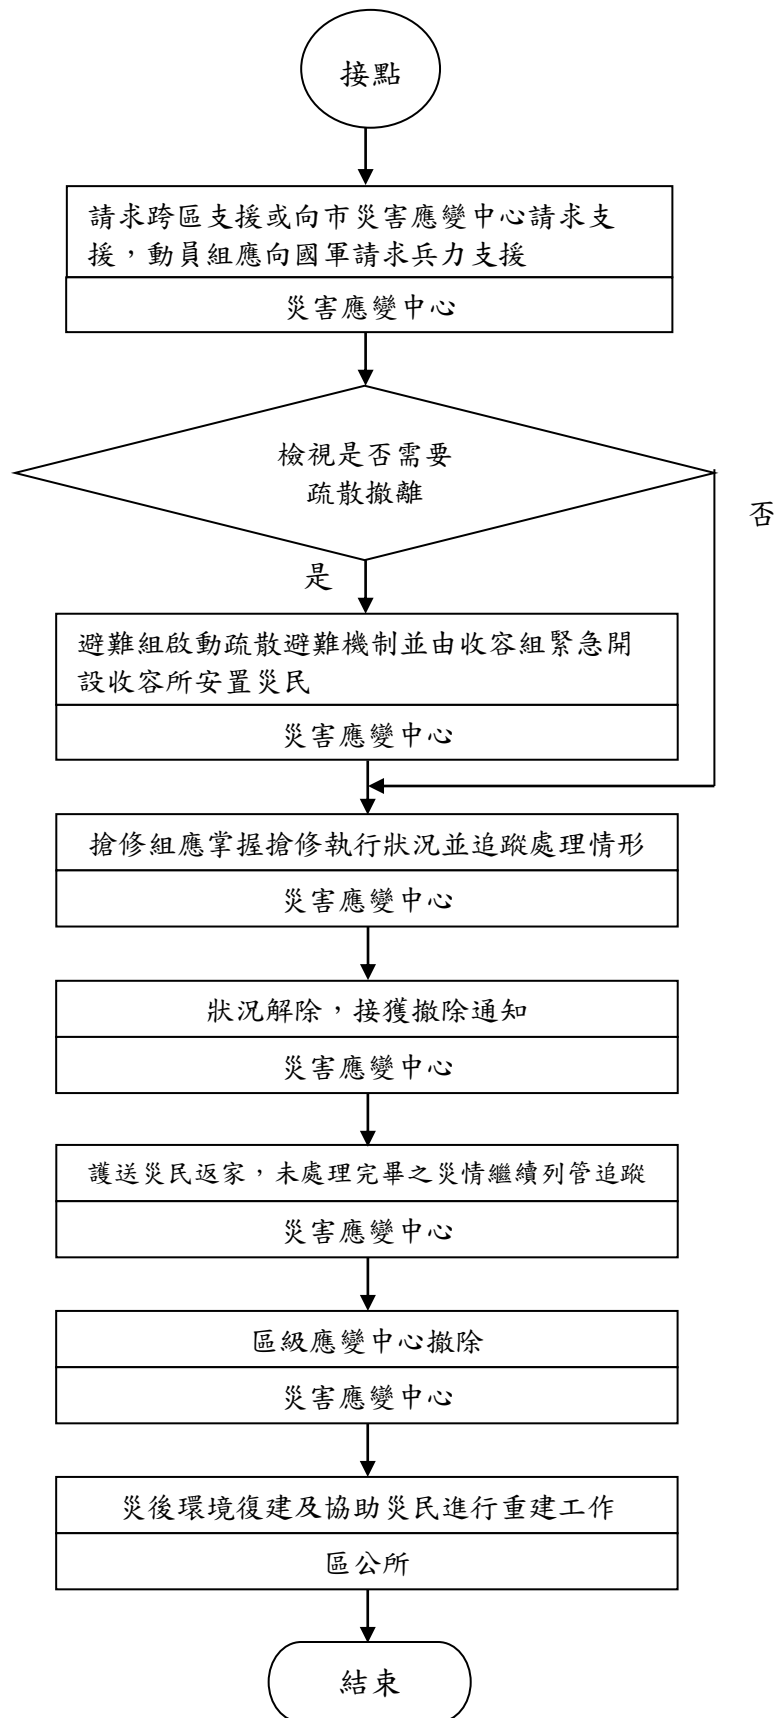 接點
請求跨區支援或向市災害應變中心請求支
援，動員組應向國軍請求兵力支援
災害應變中心
檢視是否需要
疏散撤離
否
是
避難組啟動疏散避難機制並由收容組緊急開
設收容所安置災民
災害應變中心
搶修組應掌握搶修執行狀況並追蹤處理情形
災害應變中心
狀況解除，接獲撤除通知
災害應變中心
護送災民返家，未處理完畢之災情繼續列管追蹤
災害應變中心
區級應變中心撤除
災害應變中心
災後環境復建及協助災民進行重建工作
區公所
結束